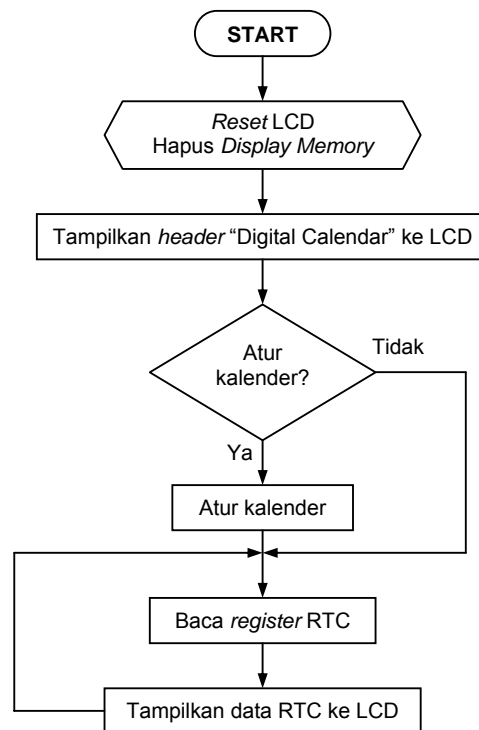 START
Reset LCD
Hapus Display Memory
Tampilkan header “Digital Calendar” ke LCD
Atur
kalender?
Tidak
Ya
Atur kalender
Baca register RTC
Tampilkan data RTC ke LCD